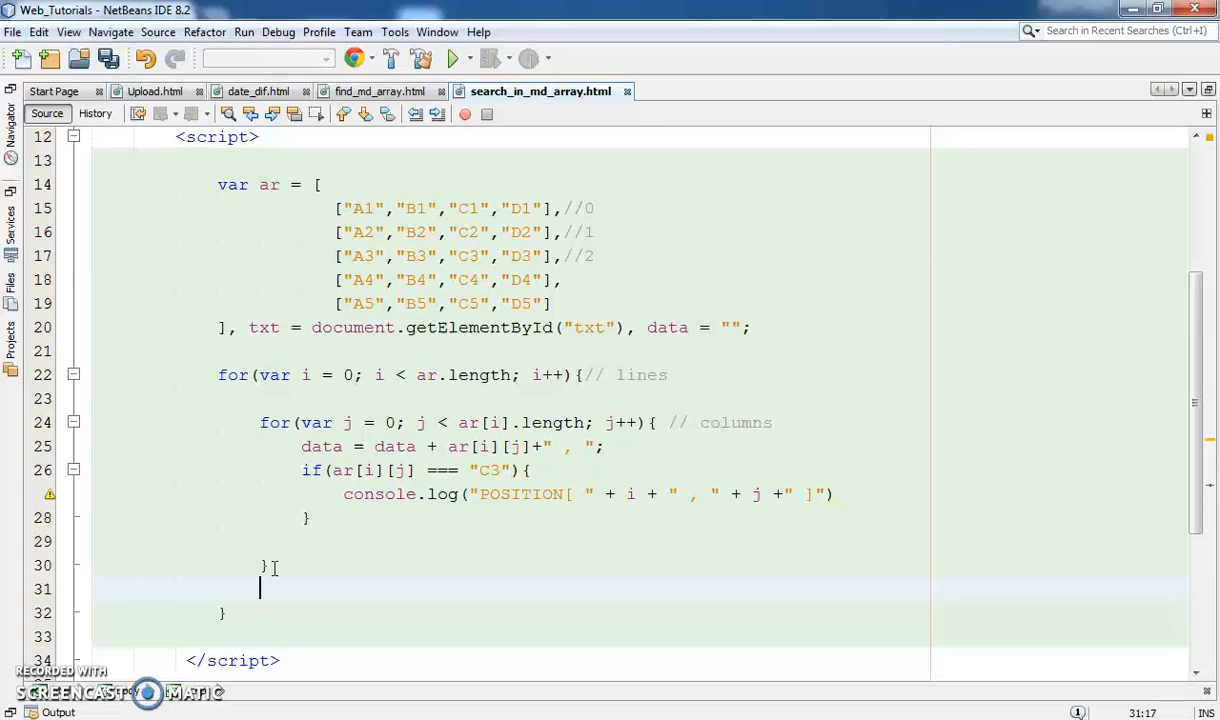 Web_Tutorials - NetBeans IDE 8.2
File Edit View Navigate Source Refactor Run Debug Profile Team Tools Window Help
Search in Recent Searches (Ctrl+I)
Start Page Upload.html date_dif.html find_md_array.html search_in_md_array.html
Source History
Navigator
Services
Files
Projects
12 <script>
13
14 var ar = [
15 ["A1","B1","C1","D1"],//0
16 ["A2","B2","C2","D2"],//1
17 ["A3","B3","C3","D3"],//2
18 ["A4","B4","C4","D4"],
19 ["A5","B5","C5","D5"]
20 ], txt = document.getElementById("txt"), data = "";
21
22 for(var i = 0; i < ar.length; i++){// lines
23
24 for(var j = 0; j < ar[i].length; j++){ // columns
25 data = data + ar[i][j]+" , ";
26 if(ar[i][j] === "C3"){
console.log("POSITION[ " + i + " , " + j +" ]")
28 }
29
30 }
31
32 }
33
34 </script>
RECORDED WITH
SCREENCAST MATIC
Output
1 31:17 INS